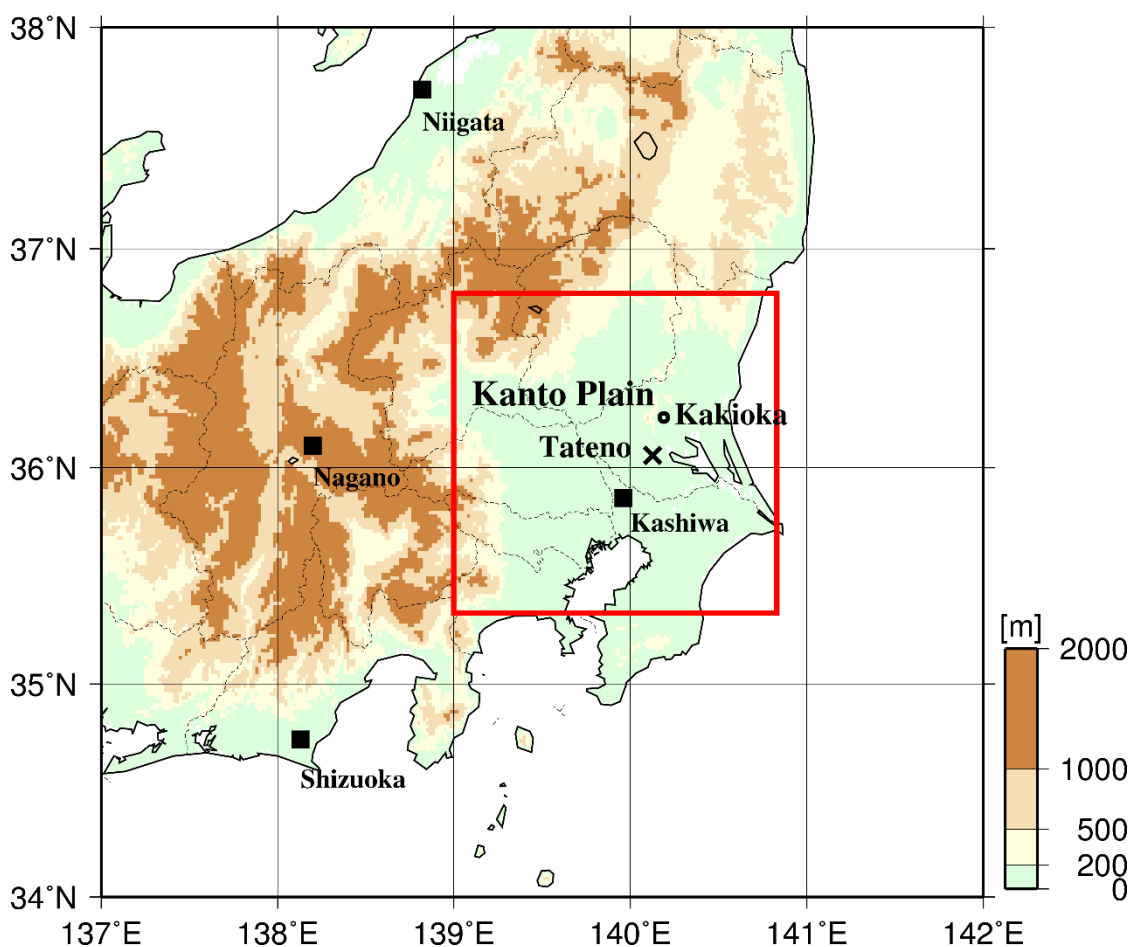 38˚N
Niigata
37˚N
Kanto Plain
Kakioka
Tateno
36˚N
Nagano
Kashiwa
[m]
2000
35˚N
1000
Shizuoka
500
200
0
34˚N
137˚E
138˚E
139˚E
140˚E
141˚E
142˚E